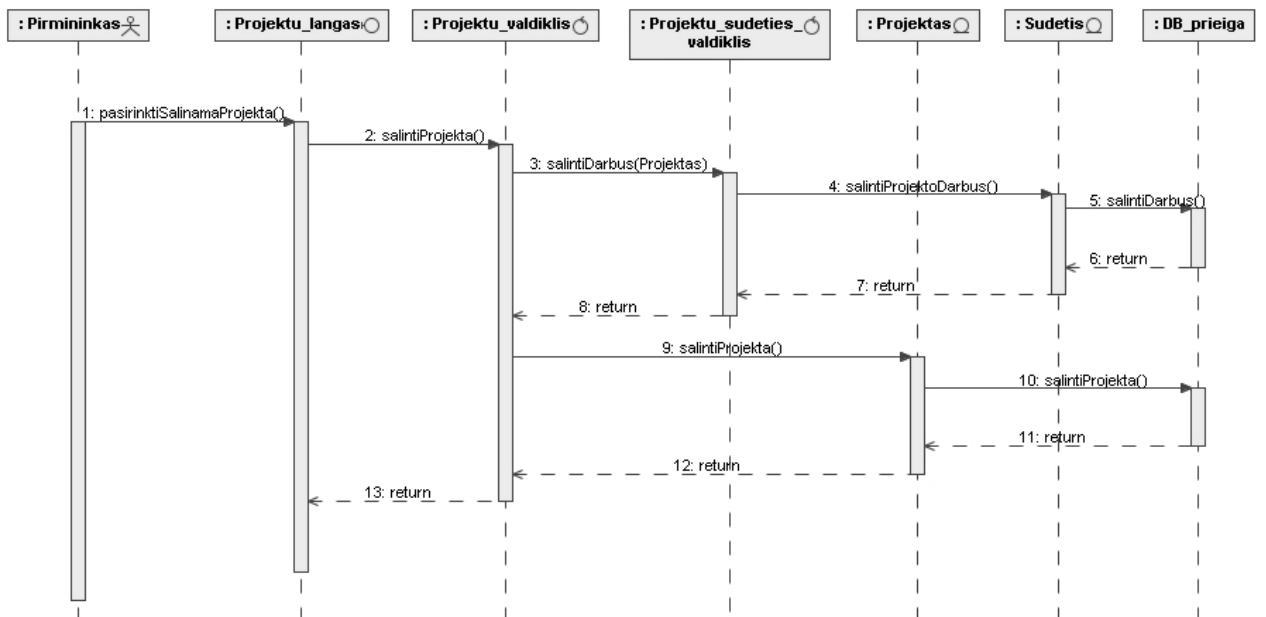 : Pirmininkas
: Projektu_langas
: Projektu_valdiklis
: Projektu_sudeties_
valdiklis
: Projektas
: Sudetis
: DB_prieiga
1: pasirinktiSalinamaProjekta()
2: salintiProjekta()
3: salintiDarbus(Projektas)
4: salintiProjektoDarbus()
5: salintiDarbus()
6: return
7: return
8: return
9: salintiProjekta()
10: salintiProjekta()
11: return
12: return
13: return